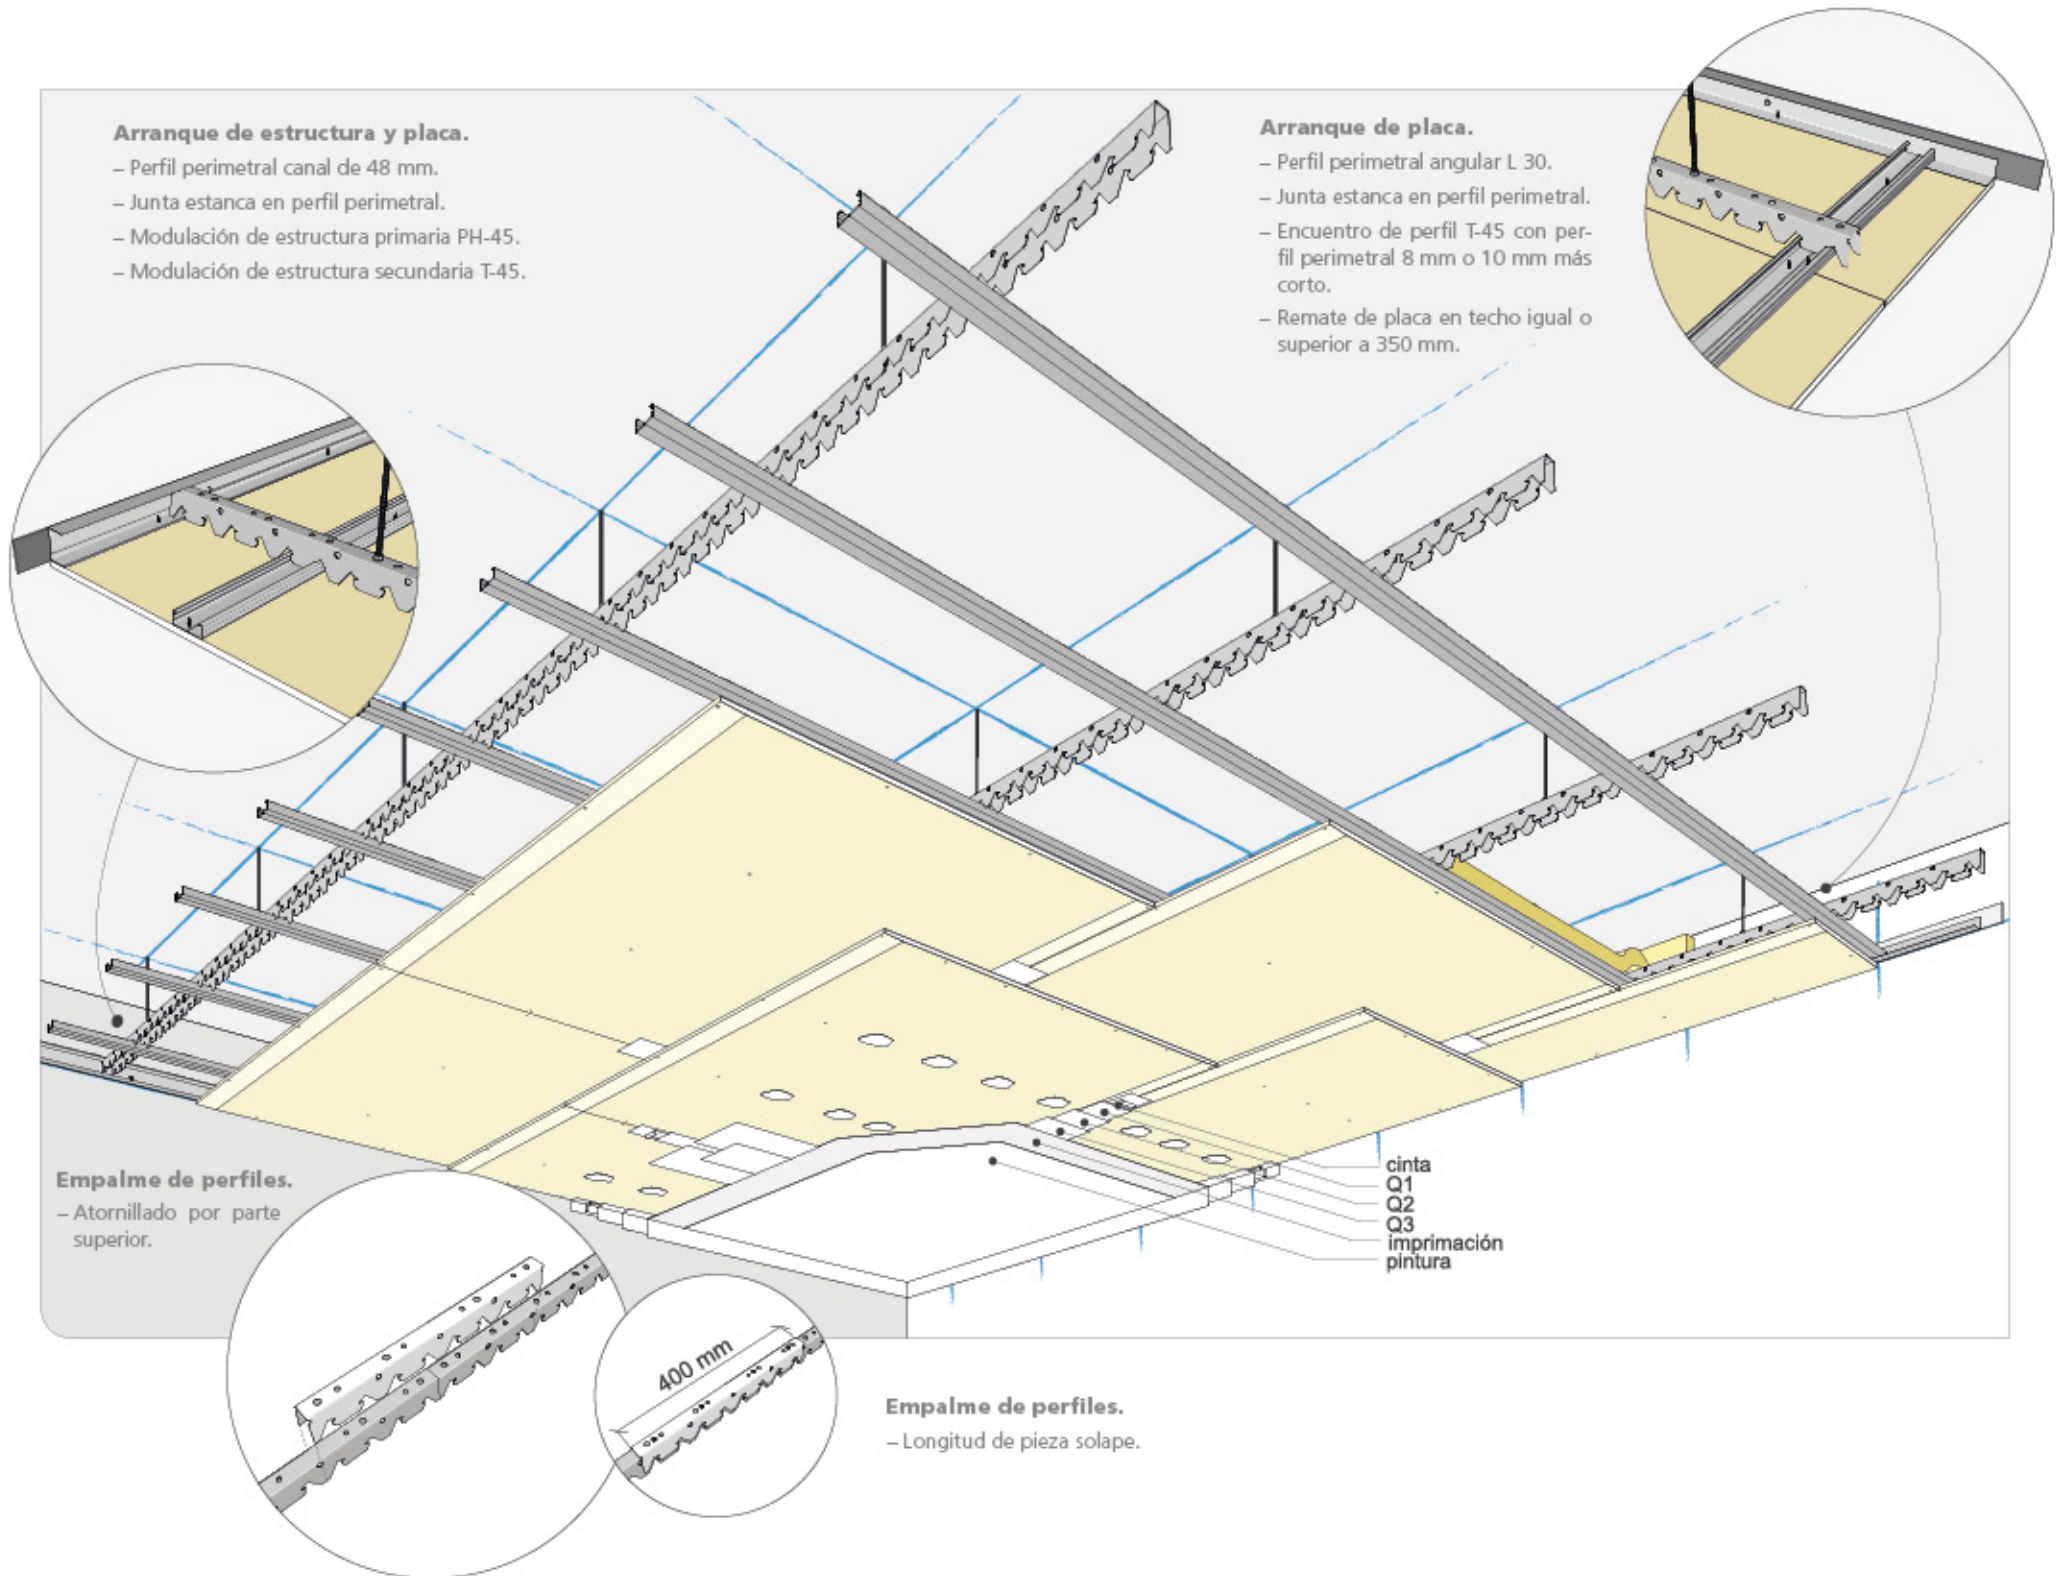 Arranque de estructura y placa.
– Perfil perimetral canal de 48 mm.
– Junta estanca en perfil perimetral.
– Modulación de estructura primaria PH-45.
– Modulación de estructura secundaria T-45.
Arranque de placa.
– Perfil perimetral angular L 30.
– Junta estanca en perfil perimetral.
– Encuentro de perfil T-45 con per-
fil perimetral 8 mm o 10 mm más
corto.
– Remate de placa en techo igual o
superior a 350 mm.
Empalme de perfiles.
– Atornillado por parte
superior.
cinta
Q1
Q2
Q3
imprimación
pintura
400 mm
Empalme de perfiles.
– Longitud de pieza solape.